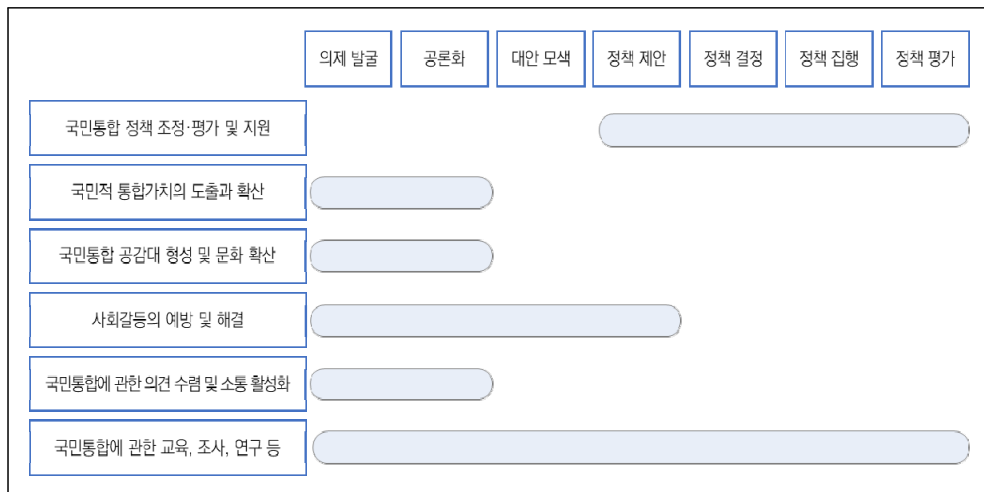 의제 발굴
공론화
대안 모색
정책 제안
정책 결정
정책 집행
정책 평가
국민통합 정책 조정·평가 및 지원
국민적 통합가치의 도출과 확산
국민통합 공감대 형성 및 문화 확산
사회갈등의 예방 및 해결
국민통합에 관한 의견 수렴 및 소통 활성화
국민통합에 관한 교육, 조사, 연구 등